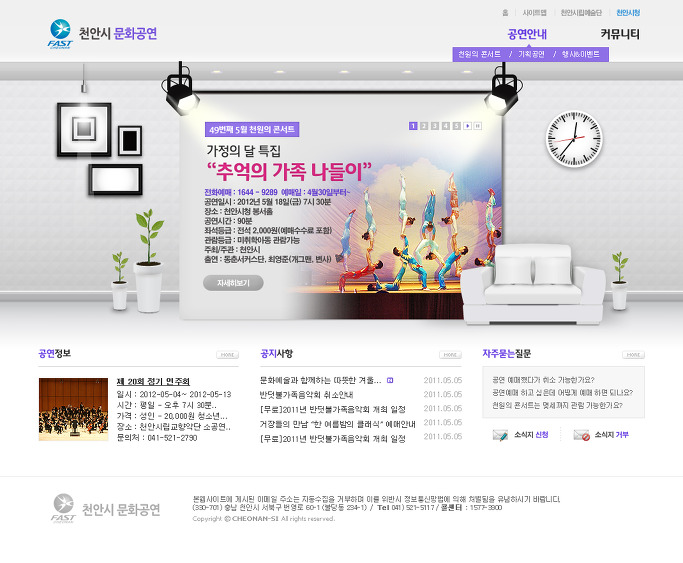 홈 사이트맵 천안시립예술단 천안시청
FAST
CHEONAN
천안시 문화공연
공연안내 커뮤니티
천원의 콘서트 / 기획공연 / 행사&이벤트
49번째 5월 천원의 콘서트
1 2 3 4 5
가정의 달 특집
“추억의 가족 나들이”
전화예매 : 1644 - 9289 예매일 : 4월30일부터~
공연일시 : 2012년 5월 18일(금) 7시 30분
장소 : 천안시청 봉서홀
공연시간 : 90분
좌석등급 : 전석 2,000원(예매수수료 포함)
관람등급 : 미취학아동 관람가능
주최/주관 : 천안시
출연 : 동춘서커스단, 최영준(개그맨, 변사)
자세히보기
공연정보 MORE
제 20회 정기 연주회
일시 : 2012-05-04~ 2012-05-13
시간 : 평일 - 오후 7시 30분..
가격 : 성인 - 20,000원 청소년...
장소 : 천안시립교향악단 소공연..
문의처 : 041-521-2790
공지사항 MORE
문화예술과 함께하는 따뜻한 겨울... 2011.05.05
반딧불가족음악회 취소안내 2011.05.05
[무료]2011년 반딧불가족음악회 개최 일정 2011.05.05
거장들의 만남 "한 여름밤의 클래식" 예매안내 2011.05.05
[무료]2011년 반딧불가족음악회 개최 일정 2011.05.05
자주묻는질문 MORE
공연 예매했다가 취소 가능한가요?
공연예매 하고 싶은데 어떻게 예매 하면 되나요?
천원의 콘서트는 몇세까지 관람 가능한가요?
소식지 신청 소식지 거부
FAST
CHEONAN
천안시 문화공연
본웹사이트에 게시된 이메일 주소는 자동수집을 거부하며 이를 위반시 정보통신망법에 의해 처벌됨을 유념하시기 바랍니다.
(330-701) 충남 천안시 서북구 번영로 60-1 (불당동 234-1) / Tel 041) 521-5117 / 콜센터 : 1577-3900
Copyright ⓒ CHEONAN-SI All rights reserved.